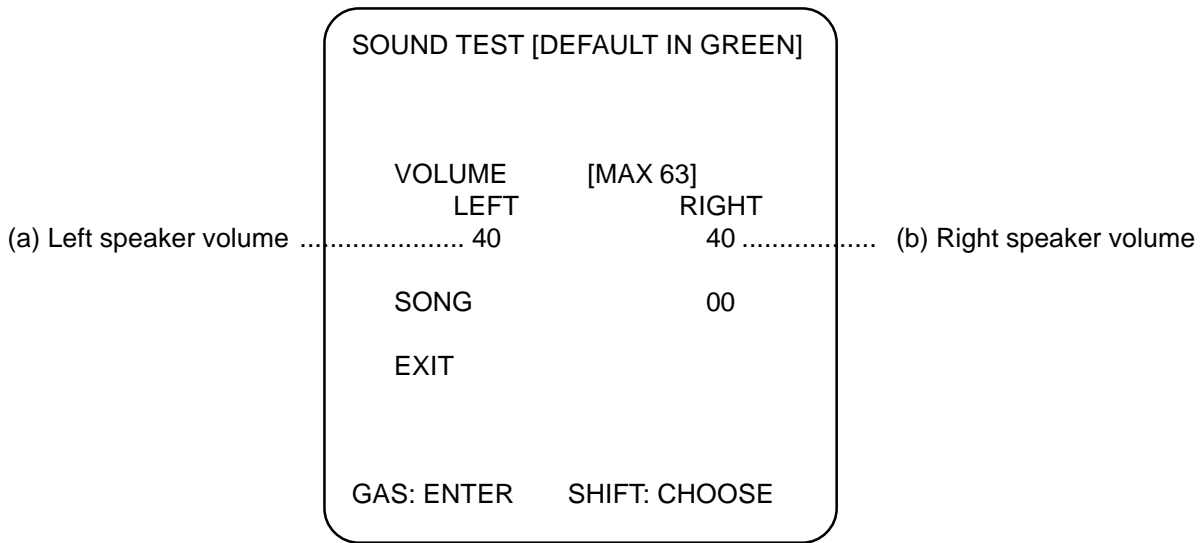 SOUND TEST [DEFAULT IN GREEN]
VOLUME [MAX 63]
LEFT RIGHT
(a) Left speaker volume ...................... 40 40 .................. (b) Right speaker volume
SONG 00
EXIT
GAS: ENTER SHIFT: CHOOSE